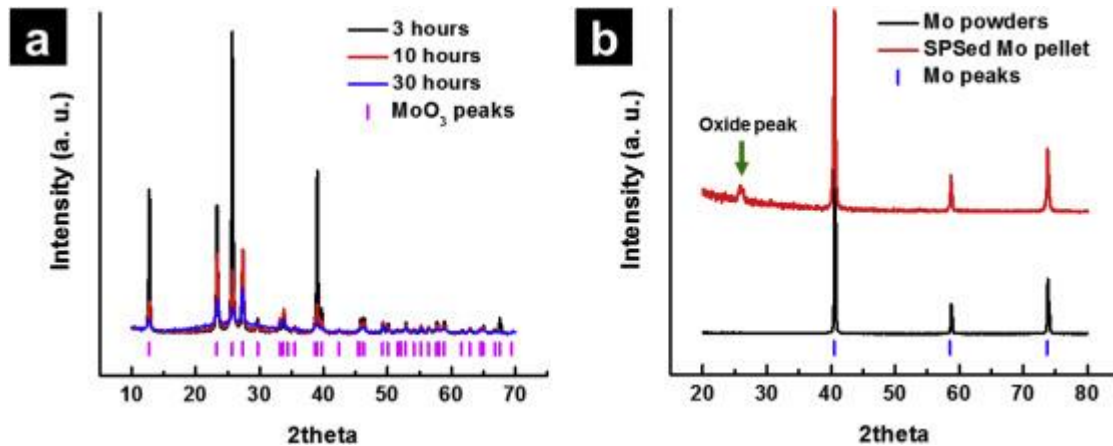 a
3 hours
10 hours
30 hours
MoO₃ peaks
Intensity (a. u.)
10 20 30 40 50 60 70
2theta
b
Mo powders
SPSed Mo pellet
Mo peaks
Oxide peak
Intensity (a. u.)
20 30 40 50 60 70 80
2theta